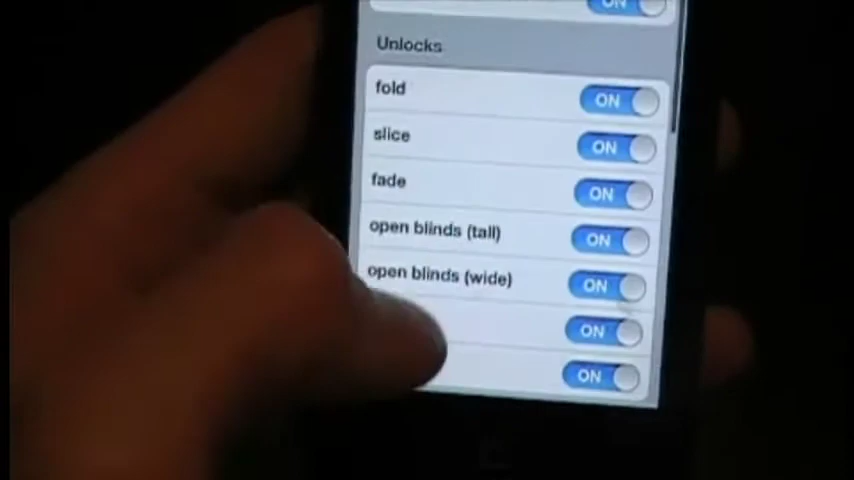 ON
Unlocks
fold ON
slice ON
fade ON
open blinds (tall) ON
open blinds (wide) ON
ON
ON